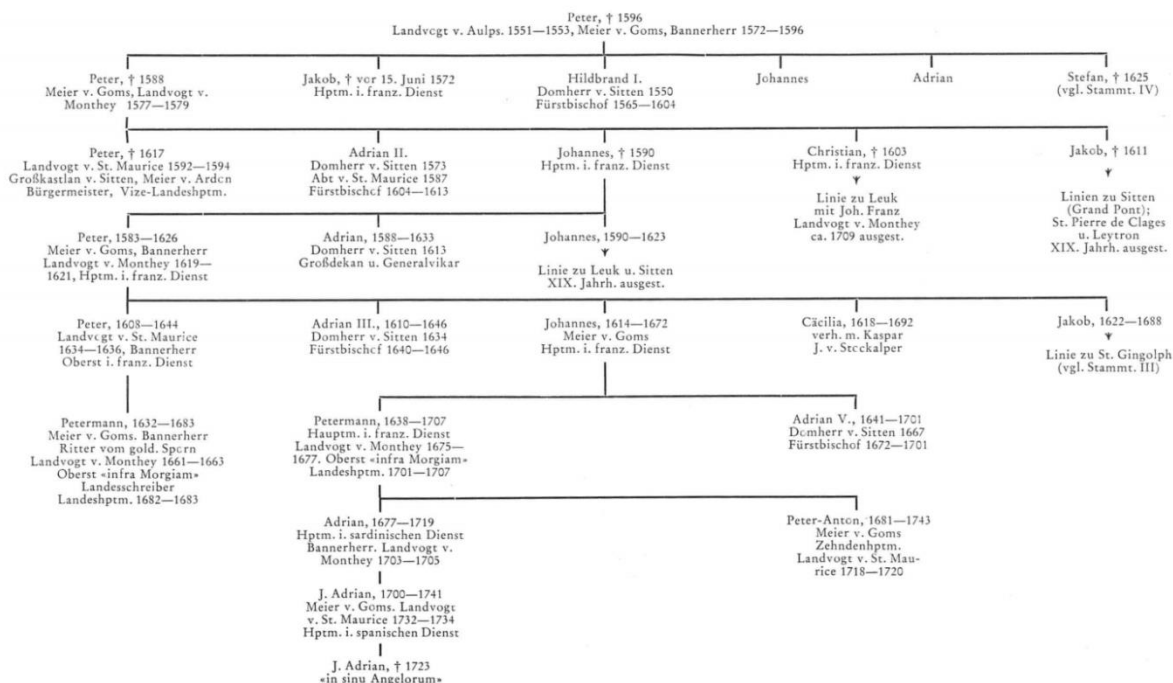 Peter, † 1596
Landvogt v. Aulps. 1551—1553, Meier v. Goms, Bannerherr 1572—1596
Peter, † 1588
Meier v. Goms, Landvogt v.
Monthey 1577—1579
Jakob, † vor 15. Juni 1572
Hptm. i. franz. Dienst
Hildbrand I.
Domherr v. Sitten 1550
Fürstbischof 1565—1604
Johannes
Adrian
Stefan, † 1625
(vgl. Stammt. IV)
Peter, † 1617
Landvogt v. St. Maurice 1592—1594
Großkastlan v. Sitten, Meier v. Arden
Bürgermeister, Vize-Landeshptm.
Adrian II.
Domherr v. Sitten 1573
Abt v. St. Maurice 1587
Fürstbischof 1604—1613
Johannes, † 1590
Hptm. i. franz. Dienst
Christian, † 1603
Hptm. i. franz. Dienst
Linie zu Leuk
mit Joh. Franz
Landvogt v. Monthey
ca. 1709 ausgest.
Jakob, † 1611
Linien zu Sitten
(Grand Pont);
St. Pierre de Clages
u. Leytron
XIX. Jahrh. ausgest.
Peter, 1583—1626
Meier v. Goms, Bannerherr
Landvogt v. Monthey 1619—
1621, Hptm. i. franz. Dienst
Adrian, 1588—1633
Domherr v. Sitten 1613
Großdekan u. Generalvikar
Johannes, 1590—1623
Linie zu Leuk u. Sitten
XIX. Jahrh. ausgest.
Peter, 1608—1644
Landvogt v. St. Maurice
1634—1636, Bannerherr
Oberst i. franz. Dienst
Adrian III., 1610—1646
Domherr v. Sitten 1634
Fürstbischof 1640—1646
Johannes, 1614—1672
Meier v. Goms
Hptm. i. franz. Dienst
Cäcilia, 1618—1692
verh. m. Kaspar
J. v. Stockalper
Jakob, 1622—1688
Linie zu St. Gingolph
(vgl. Stammt. III)
Petermann, 1632—1683
Meier v. Goms. Bannerherr
Ritter vom gold. Sporn
Landvogt v. Monthey 1661—1663
Oberst «infra Morgiam»
Landesschreiber
Landeshptm. 1682—1683
Petermann, 1638—1707
Hauptm. i. franz. Dienst
Landvogt v. Monthey 1675—
1677. Oberst «infra Morgiam»
Landeshptm. 1701—1707
Adrian V., 1641—1701
Domherr v. Sitten 1667
Fürstbischof 1672—1701
Adrian, 1677—1719
Hptm. i. sardinischen Dienst
Bannerherr. Landvogt v.
Monthey 1703—1705
Peter-Anton, 1681—1743
Meier v. Goms
Zehndenhptm.
Landvogt v. St. Mau-
rice 1718—1720
J. Adrian, 1700—1741
Meier v. Goms. Landvogt
v. St. Maurice 1732—1734
Hptm. i. spanischen Dienst
J. Adrian, † 1723
«in sinu Angelorum»